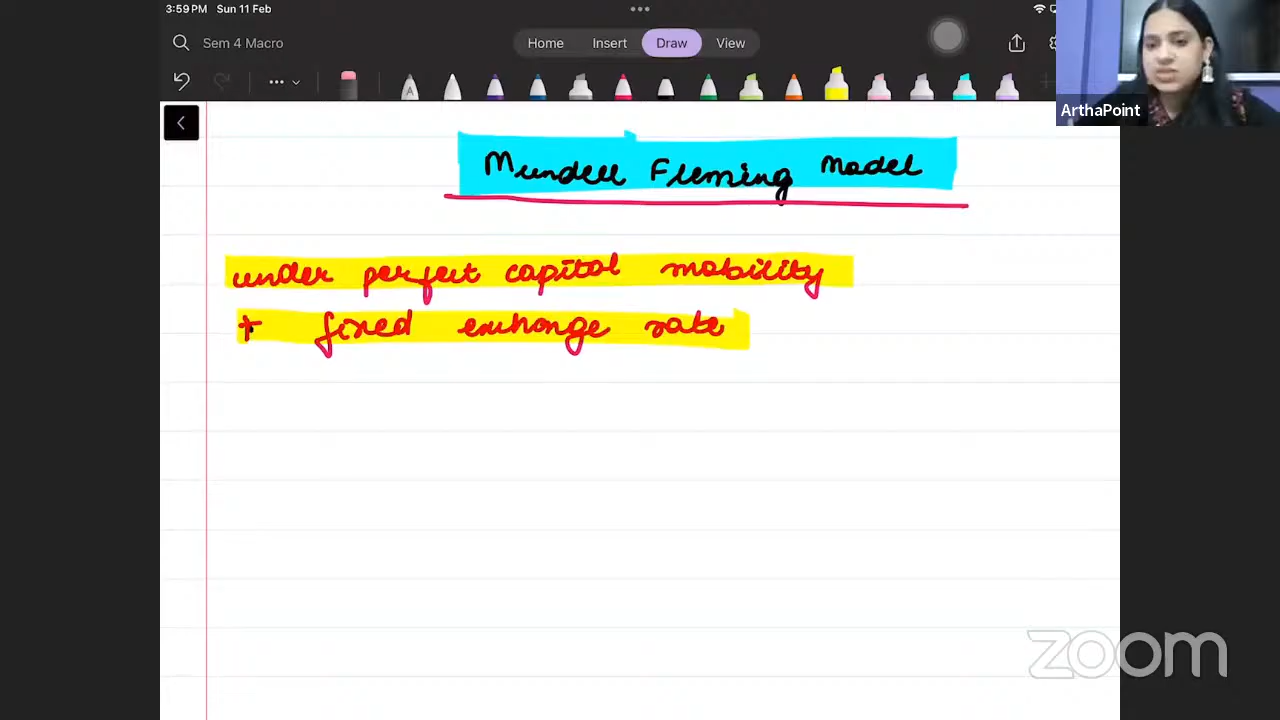 3:59 PM Sun 11 Feb
Sem 4 Macro
Home Insert Draw View
A
ArthaPoint
Mundell Fleming Model
under perfect capital mobility
+ fixed exchange rate
zoom